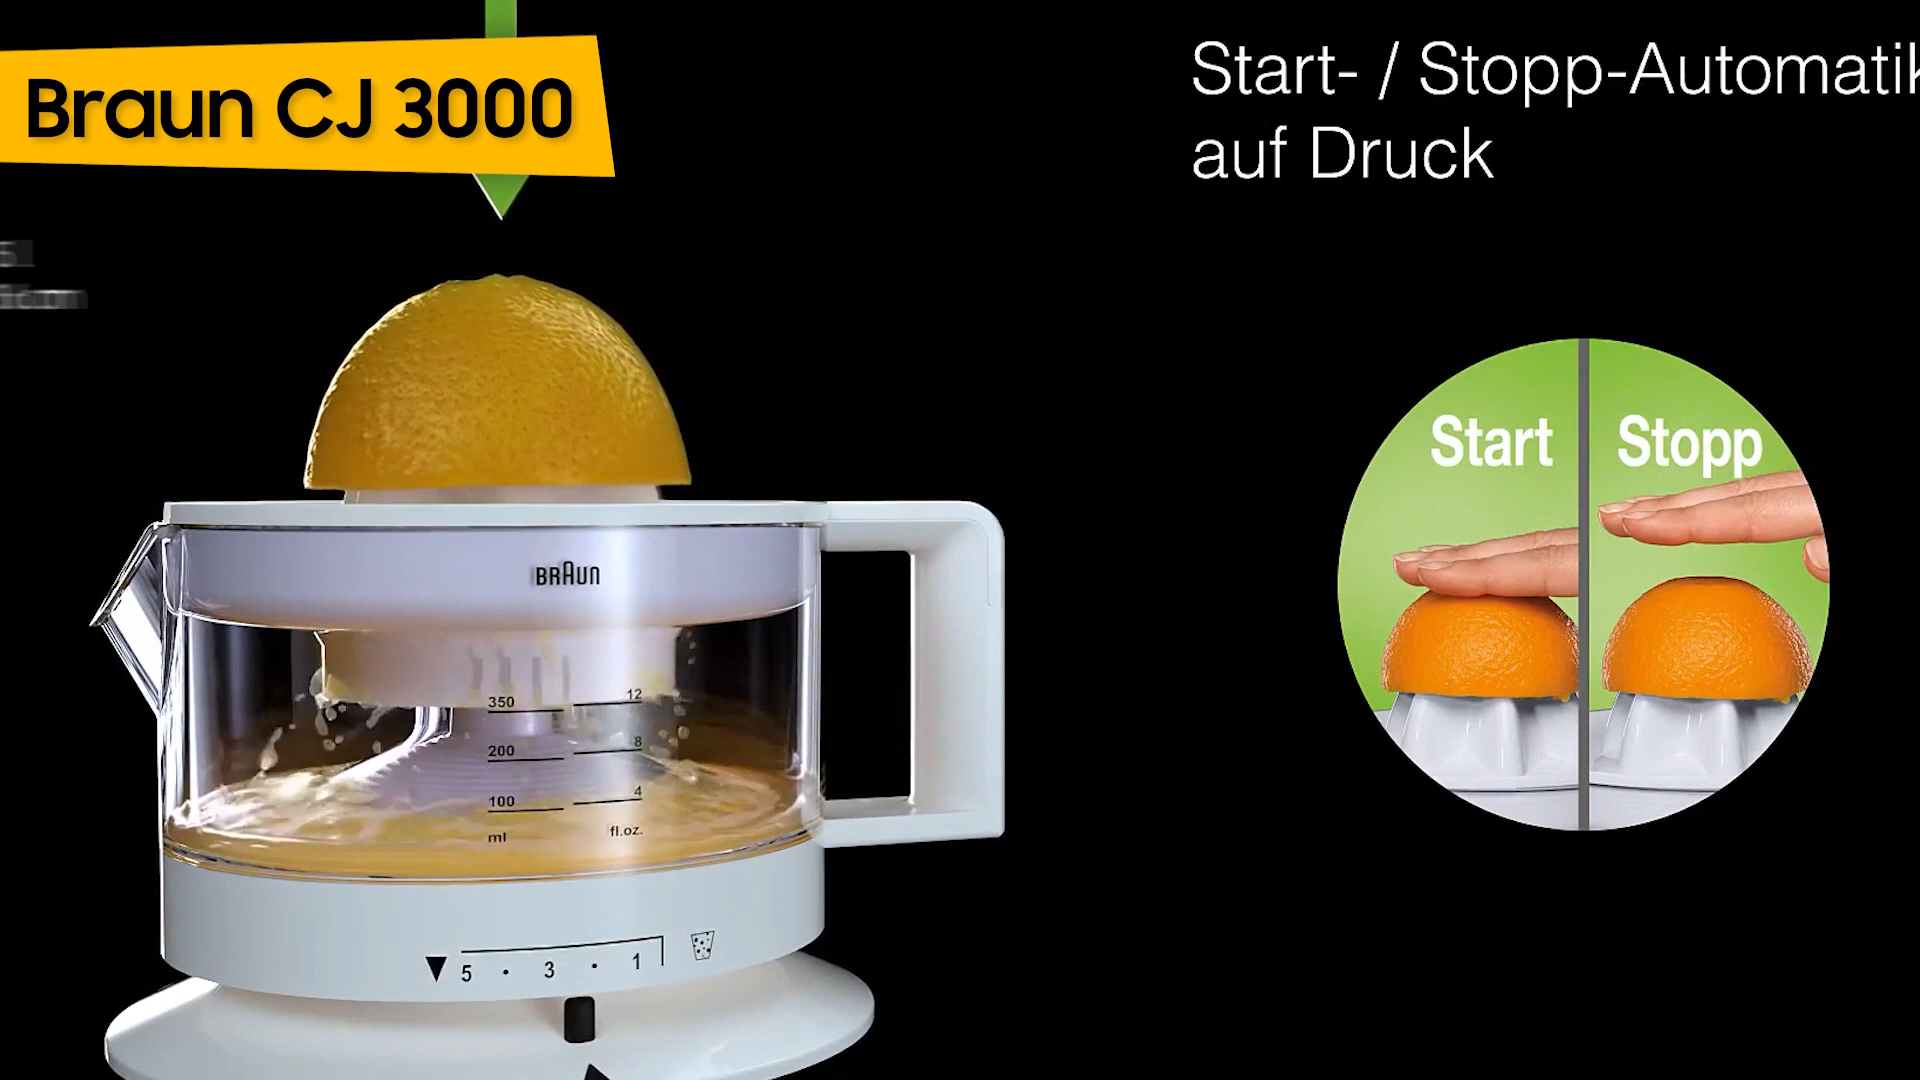 Braun CJ 3000
Start- / Stopp-Automatik
auf Druck
Start
Stopp
BRAUN
350 12
200 8
100 4
ml fl.oz.
5 · 3 · 1